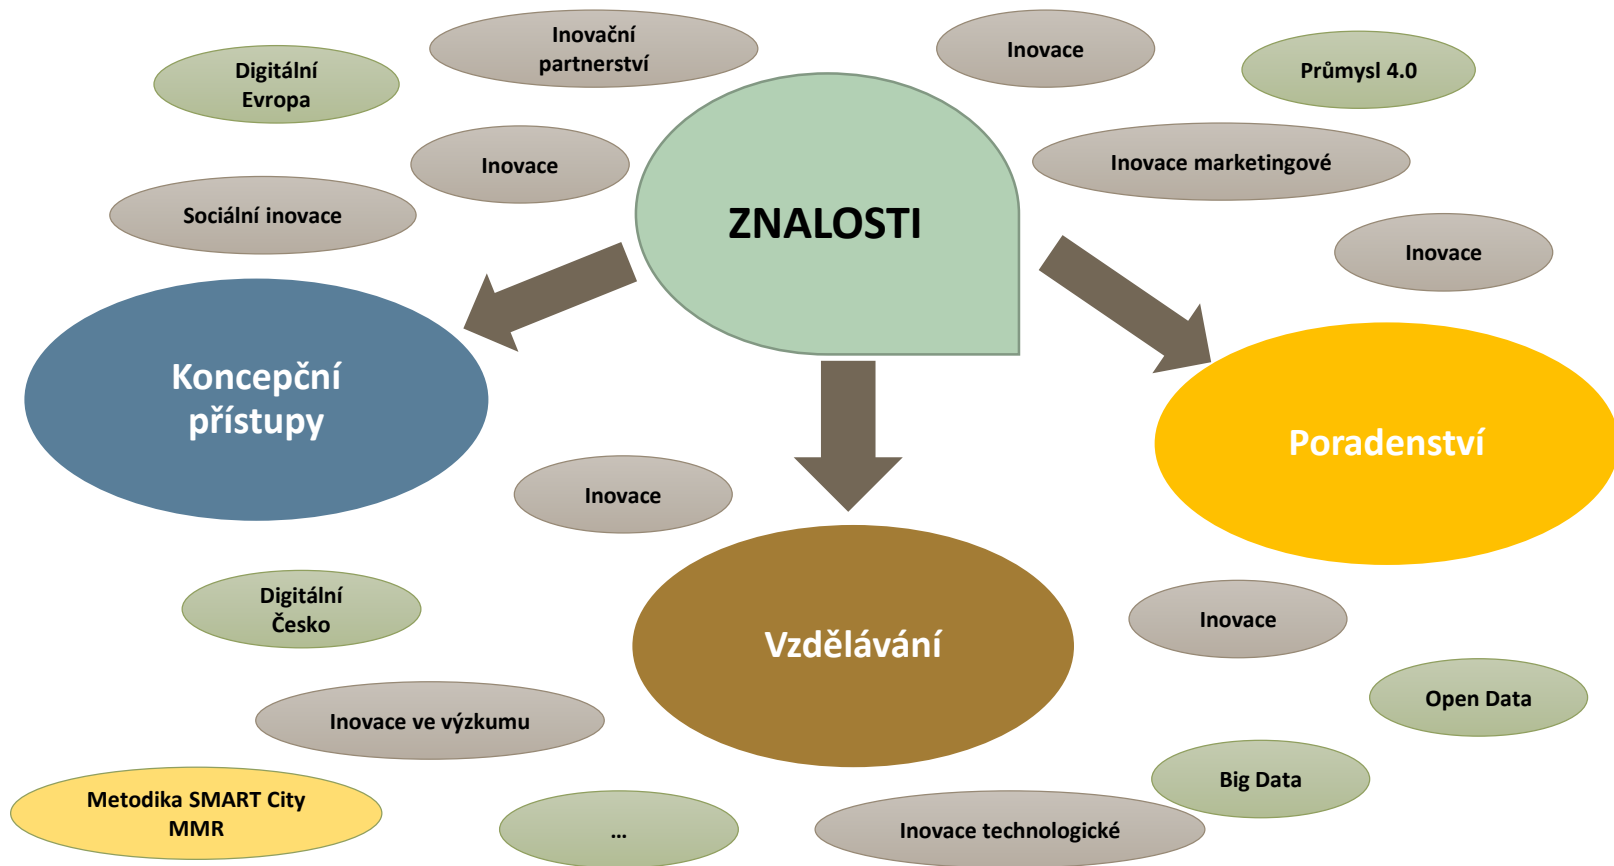 Inovační
partnerství
Inovace
Digitální
Evropa
Průmysl 4.0
Inovace
Inovace marketingové
Sociální inovace
ZNALOSTI
Inovace
Koncepční
přístupy
Poradenství
Inovace
Digitální
Česko
Vzdělávání
Inovace
Inovace ve výzkumu
Open Data
Big Data
Metodika SMART City
MMR
...
Inovace technologické